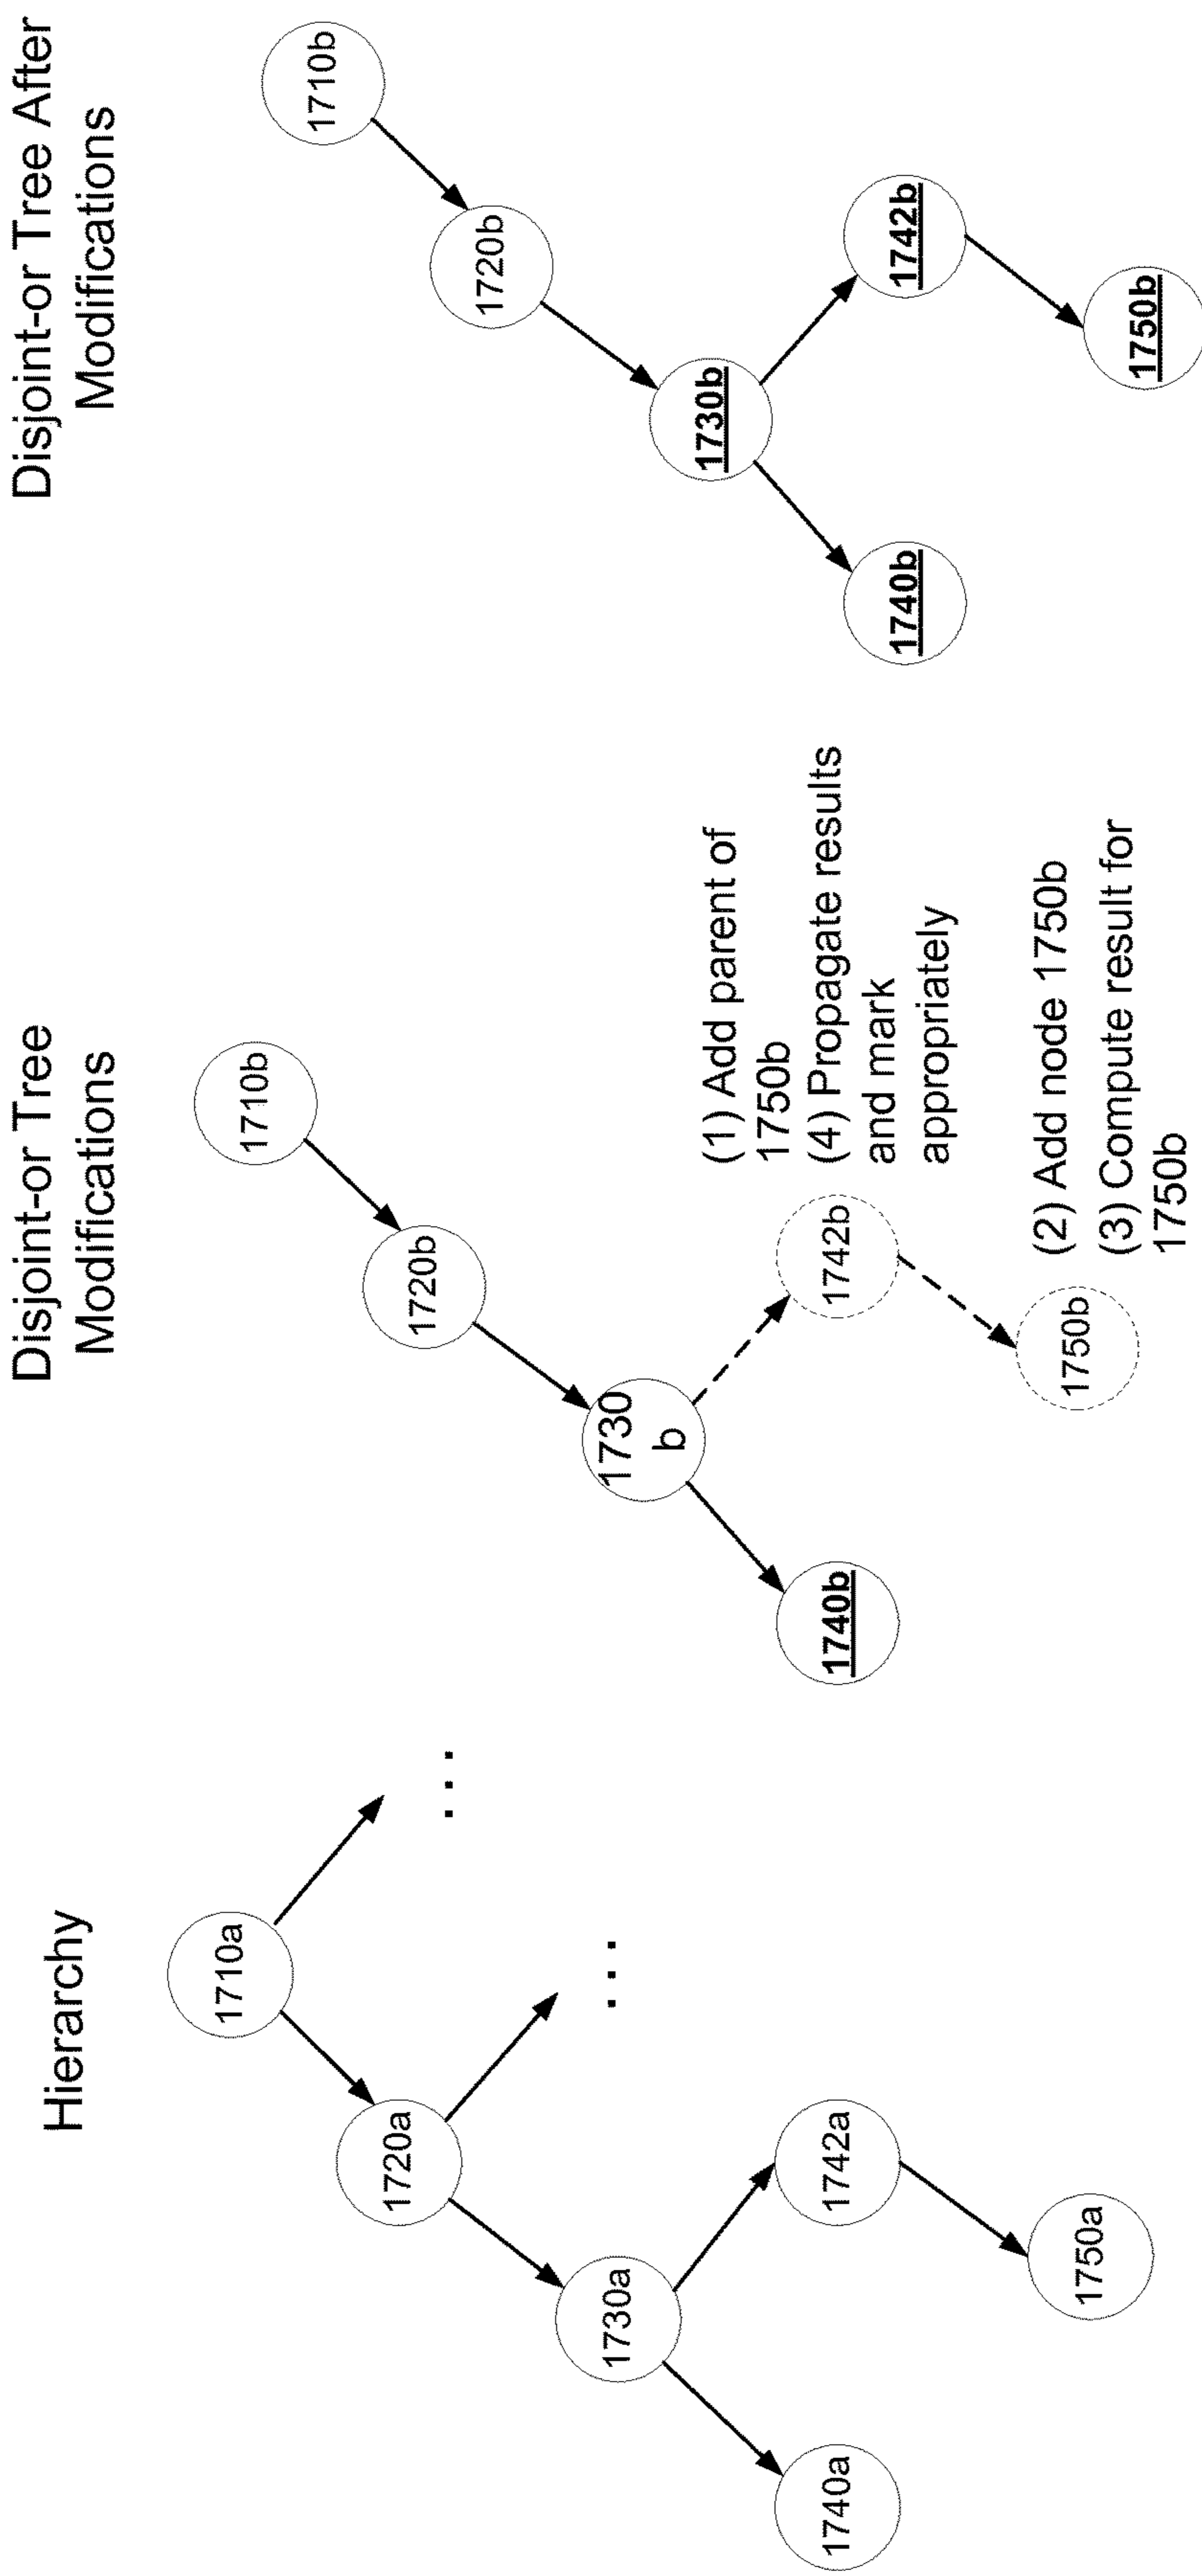 Hierarchy
1710a
1720a
...
1730a
...
1740a
1742a
1750a
Disjoint-or Tree
Modifications
1710b
1720b
1730
b
1740b
1742b
1750b
(1) Add parent of
1750b
(4) Propagate results
and mark
appropriately
(2) Add node 1750b
(3) Compute result for
1750b
Disjoint-or Tree After
Modifications
1710b
1720b
1730b
1740b
1742b
1750b